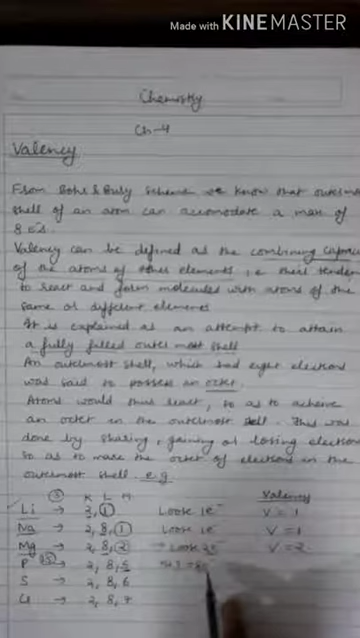 Made with KINEMASTER
Chemistry
Ch-4
Valency
From Bohr & Bury Scheme we know that outermo
shell of an atom can accomodate a max of
8 es.
Valency can be defined as the combining capaci
of the atoms of other elements, i.e their tenden
to react and form molecules with atoms of the
same or different elements
It is explained as an attempt to attain
a fully filled outermost shell
An outermost shell, which had eight electrons
was said to possess an octet.
Atoms would thus react, so as to achieve
an octet in the outermost shell. This was
done by sharing, gaining or losing electron
so as to make the octet of electrons in the
outermost shell. e.g
K L M Valency
Li → 2, 1 Loose 1e⁻ V = 1
Na → 2, 8, 1 Loose 1e⁻ V = 1
Mg → 2, 8, 2 → Loose 2e⁻ V = 2
P 15 → 2, 8, 5
S → 2, 8, 6
Cl → 2, 8, 7